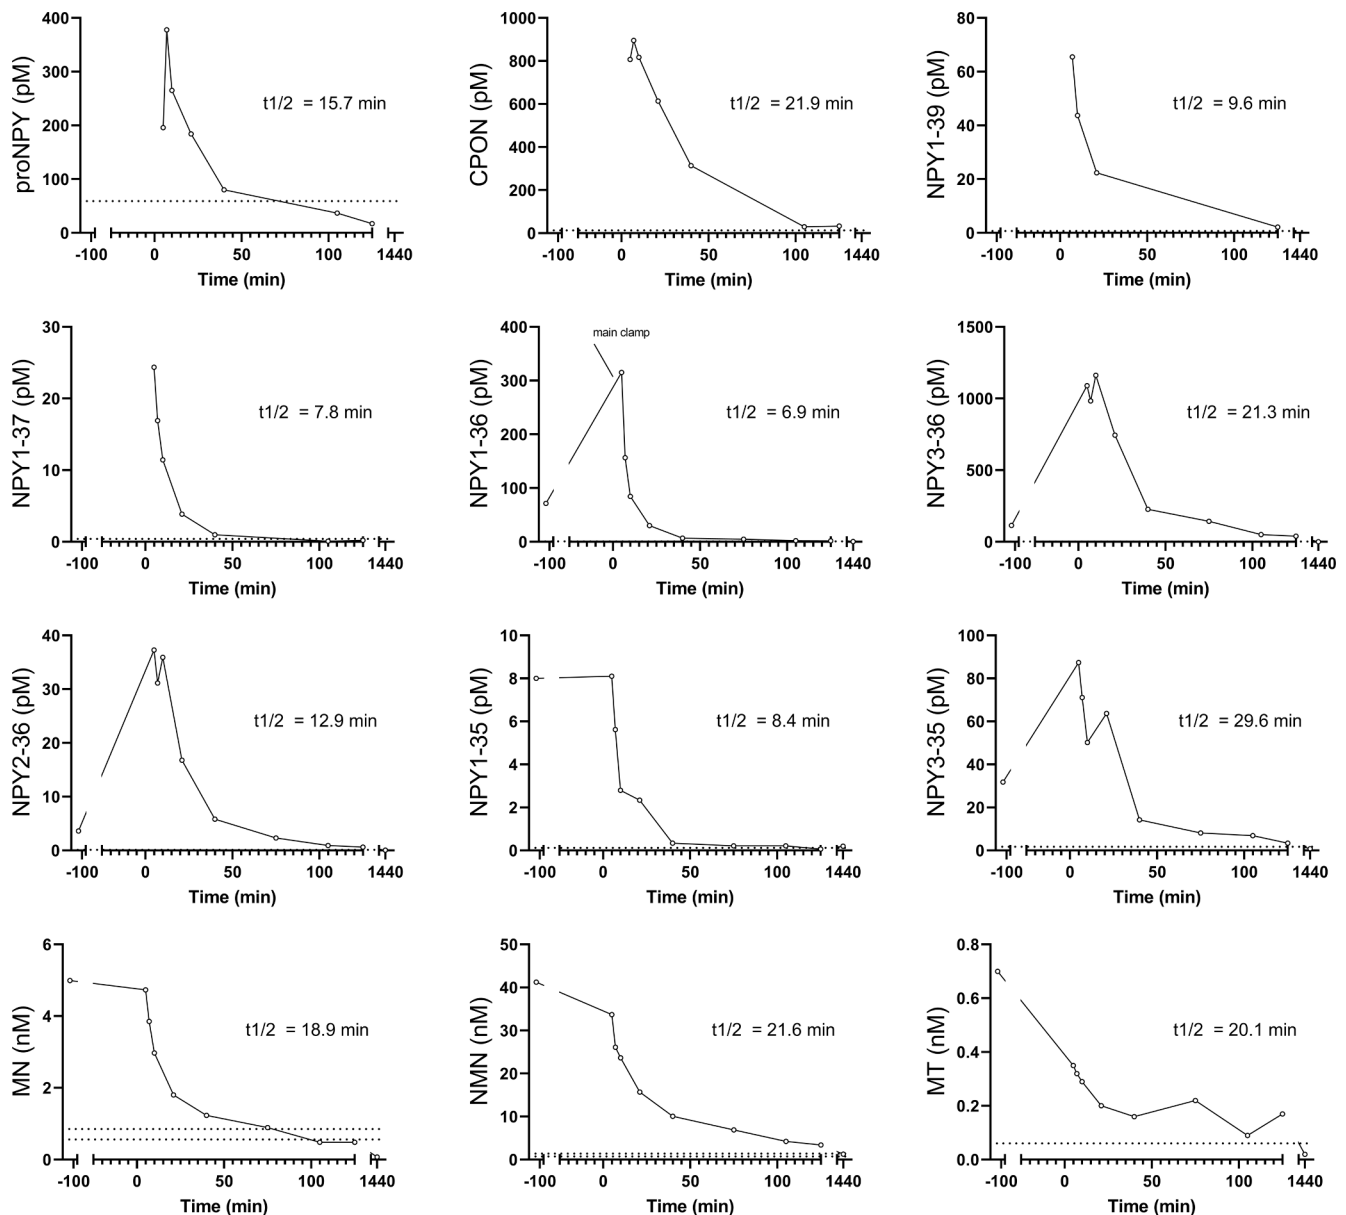 400
300
200
100
0
proNPY (pM)
t1/2 = 15.7 min
-100 0 50 100 1440
Time (min)
1000
800
600
400
200
0
CPON (pM)
t1/2 = 21.9 min
-100 0 50 100 1440
Time (min)
80
60
40
20
0
NPY1-39 (pM)
t1/2 = 9.6 min
-100 0 50 100 1440
Time (min)
30
20
10
0
NPY1-37 (pM)
t1/2 = 7.8 min
-100 0 50 100 1440
Time (min)
400
300
200
100
0
NPY1-36 (pM)
main clamp
t1/2 = 6.9 min
-100 0 50 100 1440
Time (min)
1500
1000
500
0
NPY3-36 (pM)
t1/2 = 21.3 min
-100 0 50 100 1440
Time (min)
40
30
20
10
0
NPY2-36 (pM)
t1/2 = 12.9 min
-100 0 50 100 1440
Time (min)
8
6
4
2
0
10
NPY1-35 (pM)
t1/2 = 8.4 min
-100 0 50 100 1440
Time (min)
100
80
60
40
20
0
NPY3-35 (pM)
t1/2 = 29.6 min
-100 0 50 100 1440
Time (min)
6
4
2
0
MN (nM)
t1/2 = 18.9 min
-100 0 50 100 1440
Time (min)
50
40
30
20
10
0
NMN (nM)
t1/2 = 21.6 min
-100 0 50 100 1440
Time (min)
0.8
0.6
0.4
0.2
0.0
MT (nM)
t1/2 = 20.1 min
-100 0 50 100 1440
Time (min)